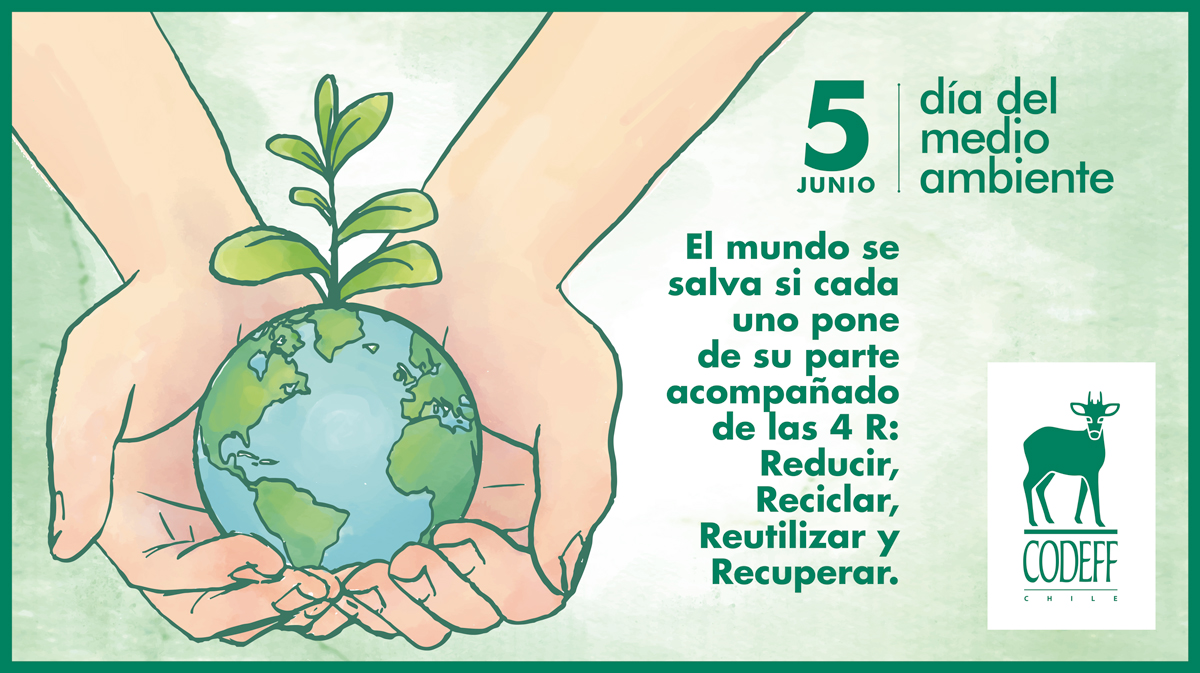 5
JUNIO
día del
medio
ambiente
El mundo se
salva si cada
uno pone
de su parte
acompañado
de las 4 R:
Reducir,
Reciclar,
Reutilizar y
Recuperar.
CODEFF
CHILE